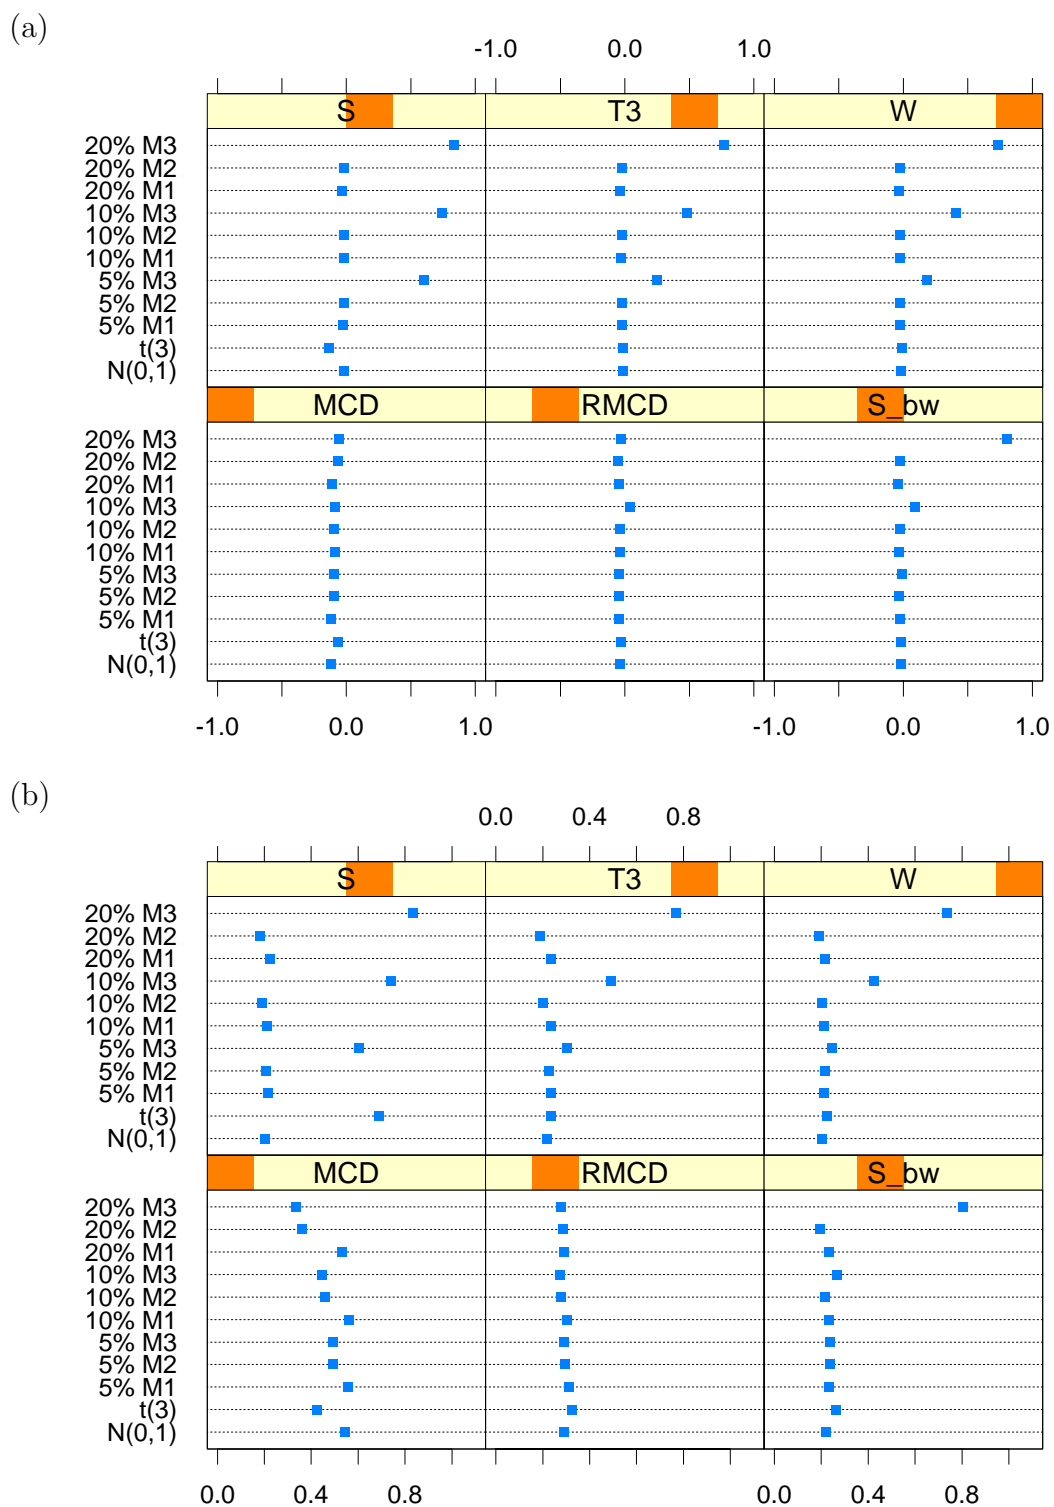 (a)
-1.0 0.0 1.0
S T3 W
20% M3
20% M2
20% M1
10% M3
10% M2
10% M1
5% M3
5% M2
5% M1
t(3)
N(0,1)
MCD RMCD S_bw
20% M3
20% M2
20% M1
10% M3
10% M2
10% M1
5% M3
5% M2
5% M1
t(3)
N(0,1)
-1.0 0.0 1.0 -1.0 0.0 1.0
(b)
0.0 0.4 0.8
S T3 W
20% M3
20% M2
20% M1
10% M3
10% M2
10% M1
5% M3
5% M2
5% M1
t(3)
N(0,1)
MCD RMCD S_bw
20% M3
20% M2
20% M1
10% M3
10% M2
10% M1
5% M3
5% M2
5% M1
t(3)
N(0,1)
0.0 0.4 0.8 0.0 0.4 0.8